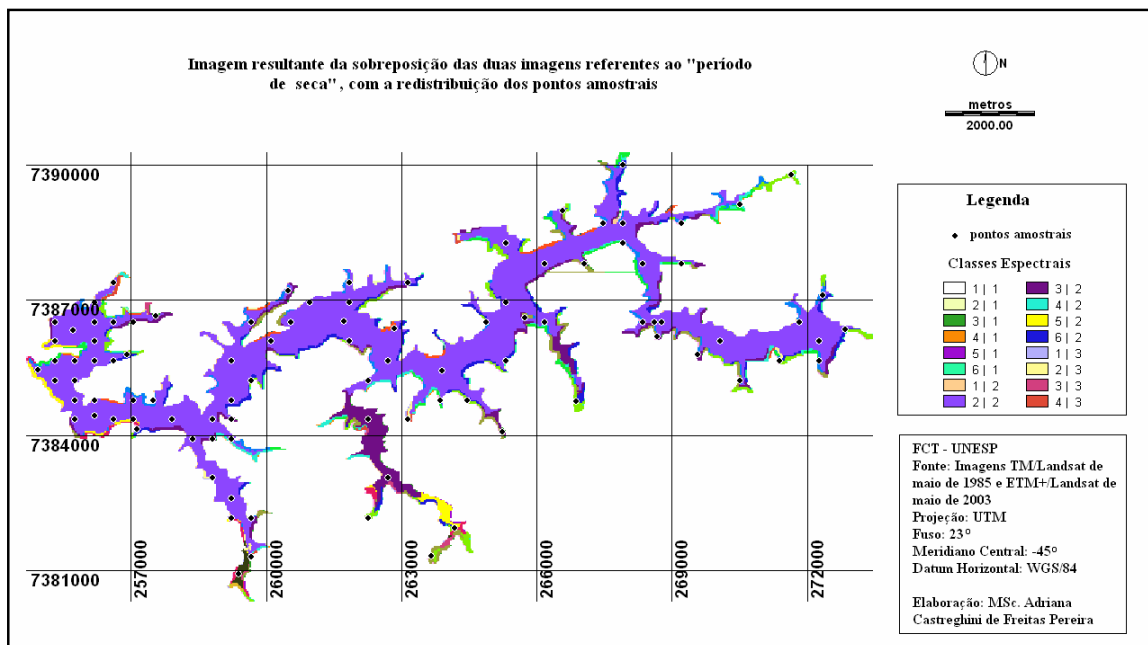 Imagem resultante da sobreposição das duas imagens referentes ao "período
de seca", com a redistribuição dos pontos amostrais
N
metros
2000.00
7390000
7387000
7384000
7381000
257000
260000
263000
266000
269000
272000
Legenda
pontos amostrais
Classes Espectrais
1 | 1
2 | 1
3 | 1
4 | 1
5 | 1
6 | 1
1 | 2
2 | 2
3 | 2
4 | 2
5 | 2
6 | 2
1 | 3
2 | 3
3 | 3
4 | 3
FCT - UNESP
Fonte: Imagens TM/Landsat de
maio de 1985 e ETM+/Landsat de
maio de 2003
Projeção: UTM
Fuso: 23°
Meridiano Central: -45°
Datum Horizontal: WGS/84
Elaboração: MSc. Adriana
Castreghini de Freitas Pereira